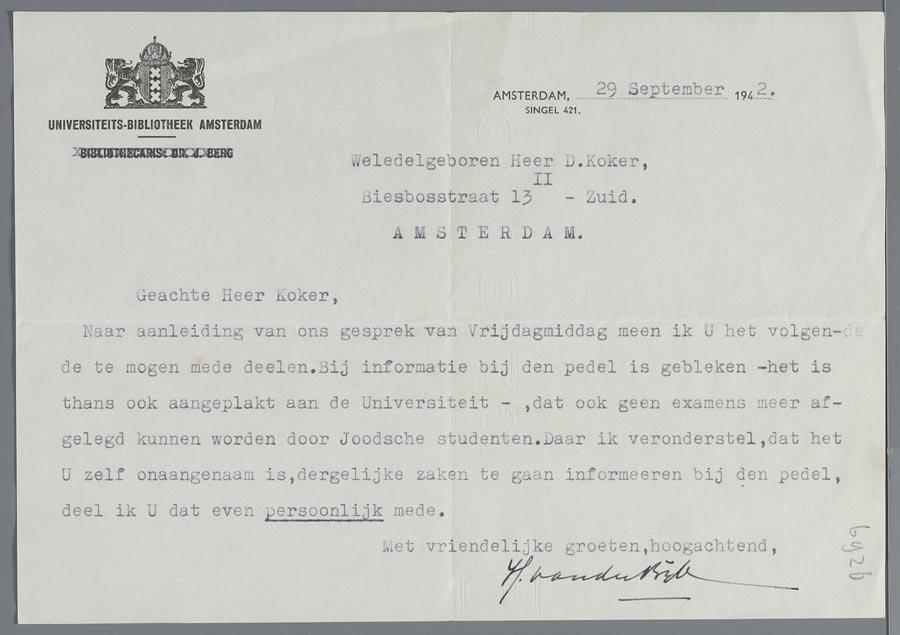 UNIVERSITEITS-BIBLIOTHEEK AMSTERDAM
BIBLIOTHECARIS: DR. J. BERG
AMSTERDAM, 29 September 1942.
SINGEL 421.
Weledelgeboren Heer D.Koker,
Biesbosstraat 13 II - Zuid.
A M S T E R D A M.
Geachte Heer Koker,
Naar aanleiding van ons gesprek van Vrijdagmiddag meen ik U het volgen-de
de te mogen mede deelen.Bij informatie bij den pedel is gebleken -het is
thans ook aangeplakt aan de Universiteit - ,dat ook geen examens meer af-
gelegd kunnen worden door Joodsche studenten.Daar ik veronderstel,dat het
U zelf onaangenaam is,dergelijke zaken te gaan informeeren bij den pedel,
deel ik U dat even persoonlijk mede.
Met vriendelijke groeten,hoogachtend,